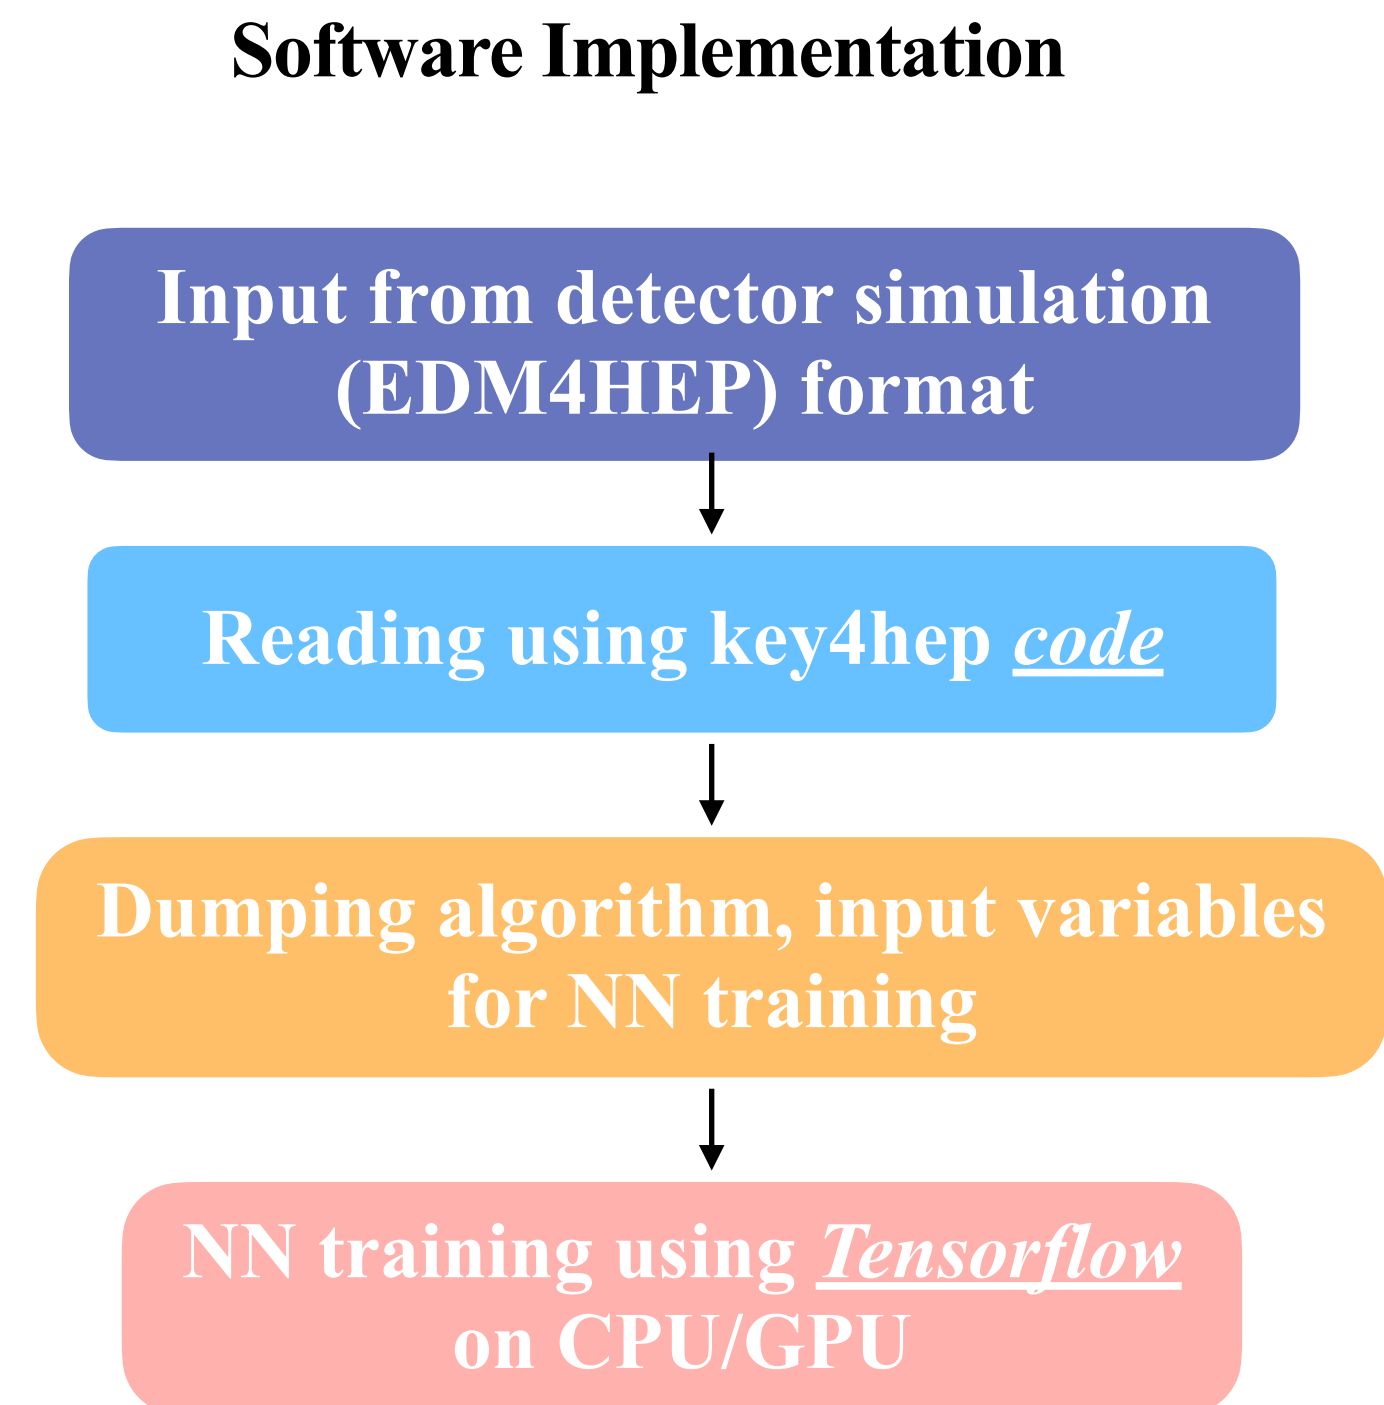 Software Implementation
Input from detector simulation
(EDM4HEP) format
Reading using key4hep code
Dumping algorithm, input variables
for NN training
NN training using Tensorflow
on CPU/GPU